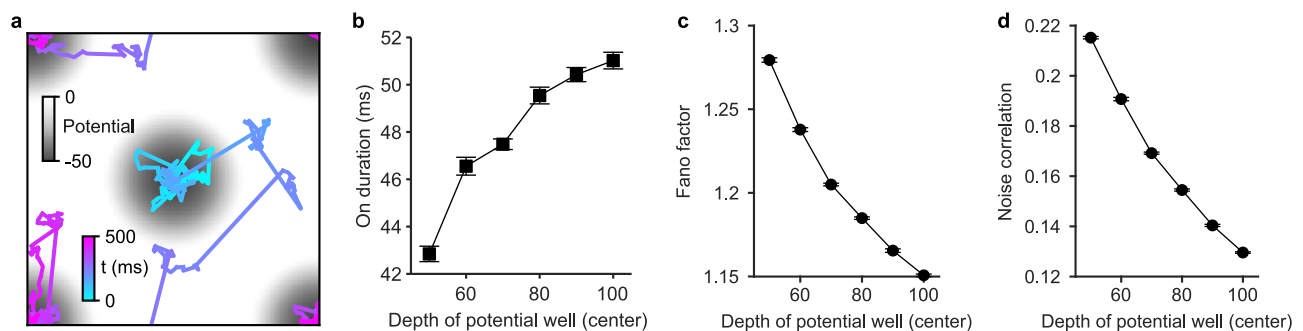 a
0
Potential
-50
500
t (ms)
0
b
52
50
48
46
44
42
On duration (ms)
60
80
100
Depth of potential well (center)
c
1.3
1.25
1.2
1.15
Fano factor
60
80
100
Depth of potential well (center)
d
0.22
0.2
0.18
0.16
0.14
0.12
Noise correlation
60
80
100
Depth of potential well (center)